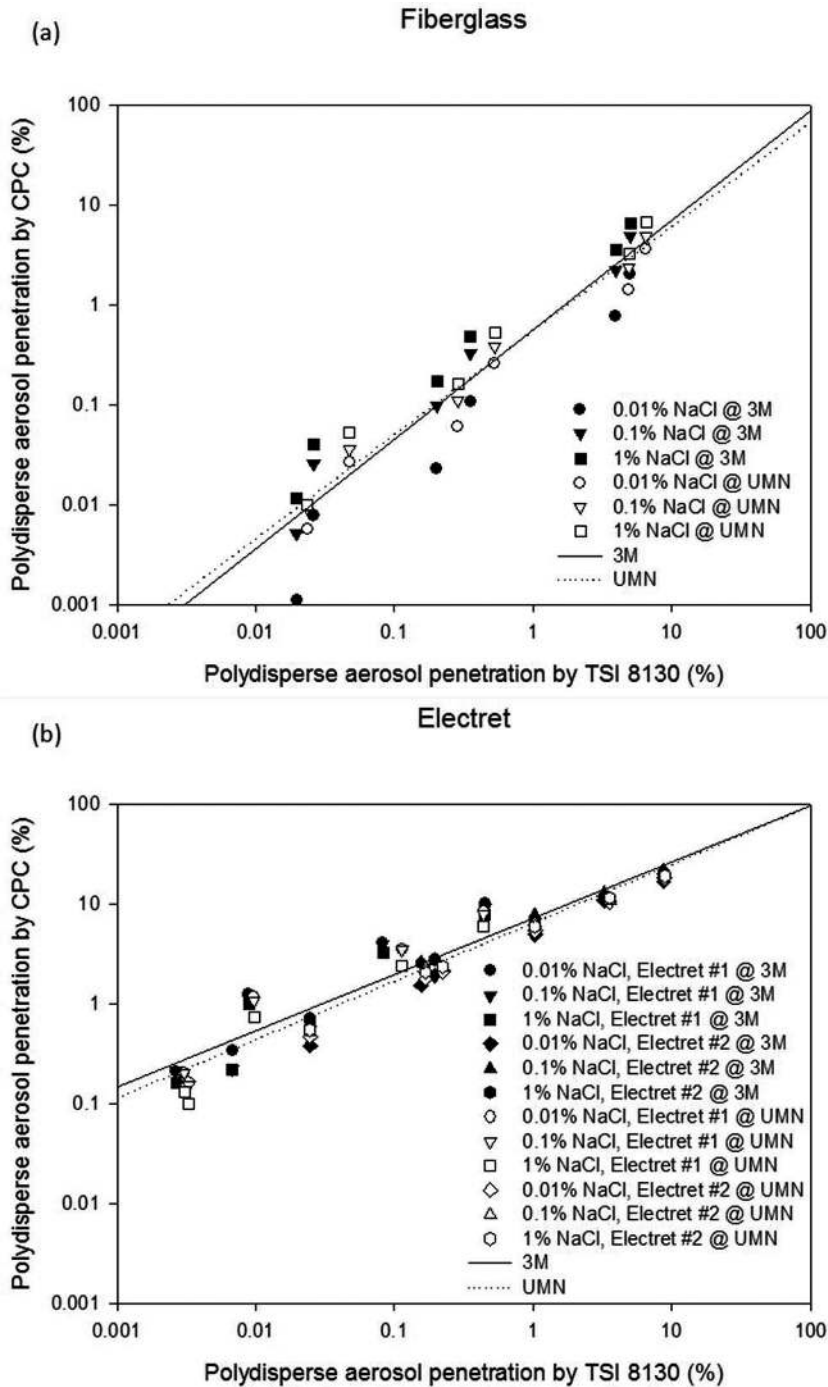 (a)
Fiberglass
Polydisperse aerosol penetration by CPC (%)
100
10
1
0.1
0.01
0.001
0.01% NaCl @ 3M
0.1% NaCl @ 3M
1% NaCl @ 3M
0.01% NaCl @ UMN
0.1% NaCl @ UMN
1% NaCl @ UMN
3M
UMN
0.001 0.01 0.1 1 10 100
Polydisperse aerosol penetration by TSI 8130 (%)
(b)
Electret
Polydisperse aerosol penetration by CPC (%)
100
10
1
0.1
0.01
0.001
0.01% NaCl, Electret #1 @ 3M
0.1% NaCl, Electret #1 @ 3M
1% NaCl, Electret #1 @ 3M
0.01% NaCl, Electret #2 @ 3M
0.1% NaCl, Electret #2 @ 3M
1% NaCl, Electret #2 @ 3M
0.01% NaCl, Electret #1 @ UMN
0.1% NaCl, Electret #1 @ UMN
1% NaCl, Electret #1 @ UMN
0.01% NaCl, Electret #2 @ UMN
0.1% NaCl, Electret #2 @ UMN
1% NaCl, Electret #2 @ UMN
3M
UMN
0.001 0.01 0.1 1 10 100
Polydisperse aerosol penetration by TSI 8130 (%)